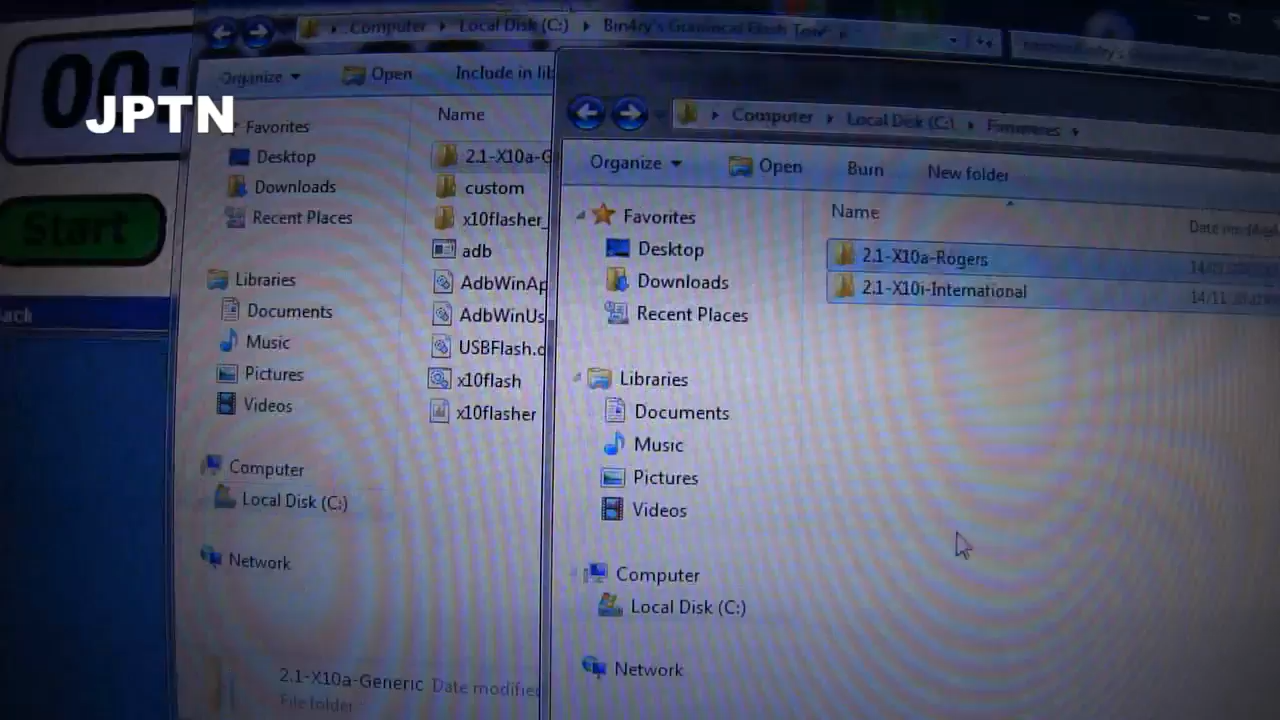 00:
JPTN
Start
Computer
Local Disk (C:)
Bin4ry's
Flash Tool
Organize
Open
Include in lib
Favorites
Desktop
Downloads
Recent Places
Libraries
Documents
Music
Pictures
Videos
Computer
Local Disk (C:)
Network
Name
2.1-X10a-G
custom
x10flasher_
adb
AdbWinAp
AdbWinUs
USBFlash.c
x10flash
x10flasher
2.1-X10a-Generic Date modified
File folder
Computer
Local Disk (C:)
Organize
Open
Burn
New folder
Favorites
Desktop
Downloads
Recent Places
Libraries
Documents
Music
Pictures
Videos
Computer
Local Disk (C:)
Network
Name
Date modified
2.1-X10a-Rogers
2.1-X10i-International